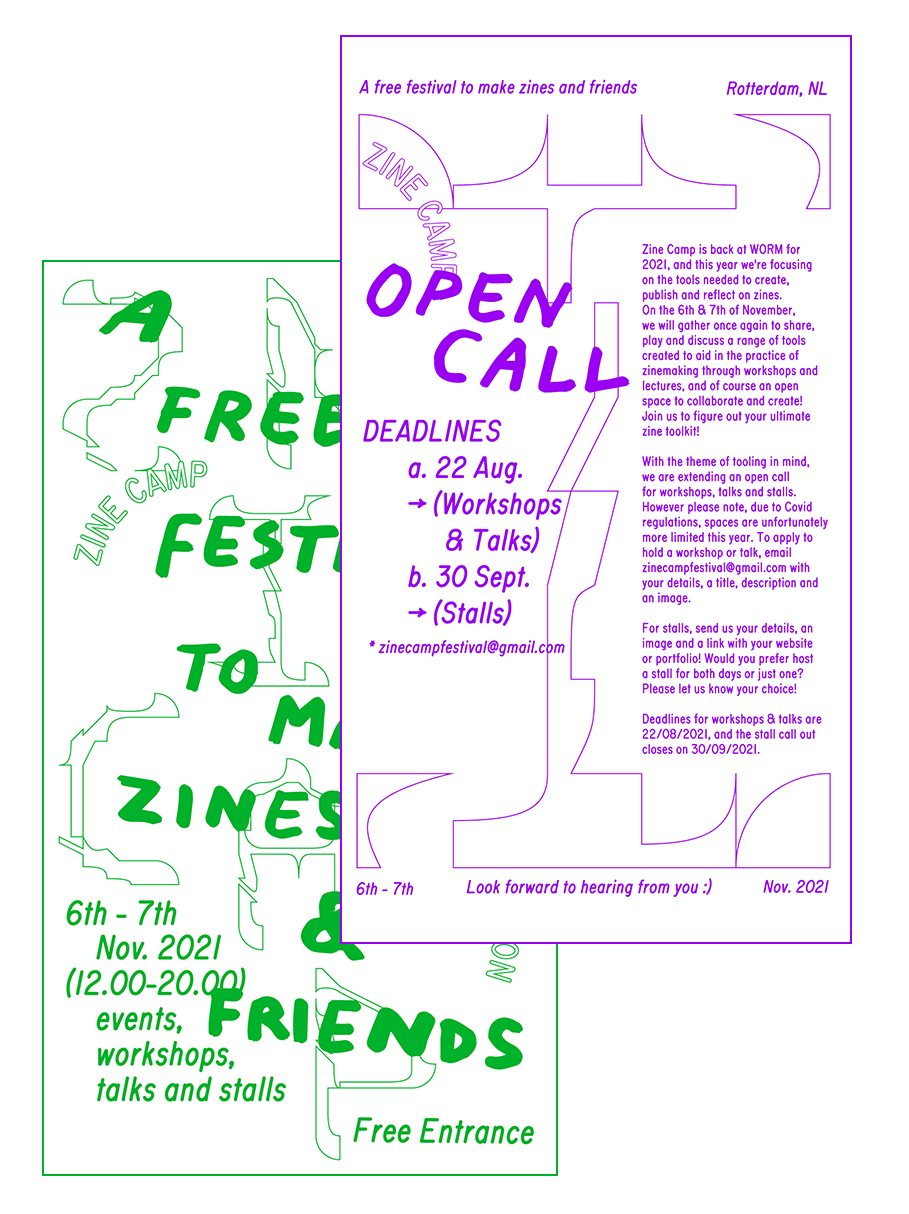 A free festival to make zines and friends
Rotterdam, NL
ZINE CAMP
OPEN
CALL
DEADLINES
a. 22 Aug.
→ (Workshops
& Talks)
b. 30 Sept.
→ (Stalls)
* zinecampfestival@gmail.com
Zine Camp is back at WORM for
2021, and this year we're focusing
on the tools needed to create,
publish and reflect on zines.
On the 6th & 7th of November,
we will gather once again to share,
play and discuss a range of tools
created to aid in the practice of
zinemaking through workshops and
lectures, and of course an open
space to collaborate and create!
Join us to figure out your ultimate
zine toolkit!
With the theme of tooling in mind,
we are extending an open call
for workshops, talks and stalls.
However please note, due to Covid
regulations, spaces are unfortunately
more limited this year. To apply to
hold a workshop or talk, email
zinecampfestival@gmail.com with
your details, a title, description and
an image.
For stalls, send us your details, an
image and a link with your website
or portfolio! Would you prefer host
a stall for both days or just one?
Please let us know your choice!
Deadlines for workshops & talks are
22/08/2021, and the stall call out
closes on 30/09/2021.
6th - 7th
Look forward to hearing from you :)
Nov. 2021
A
FREE
ZINE CAMP
FEST
TO
M
ZINES
&
FRIENDS
6th - 7th
Nov. 2021
(12.00-20.00)
events,
workshops,
talks and stalls
Free Entrance